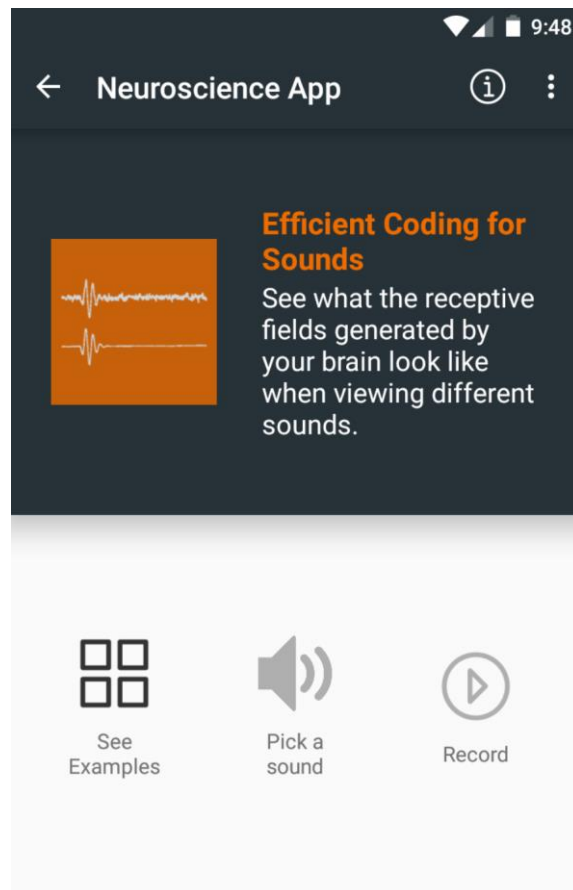 9:48
Neuroscience App
Efficient Coding for
Sounds
See what the receptive
fields generated by
your brain look like
when viewing different
sounds.
See
Examples
Pick a
sound
Record